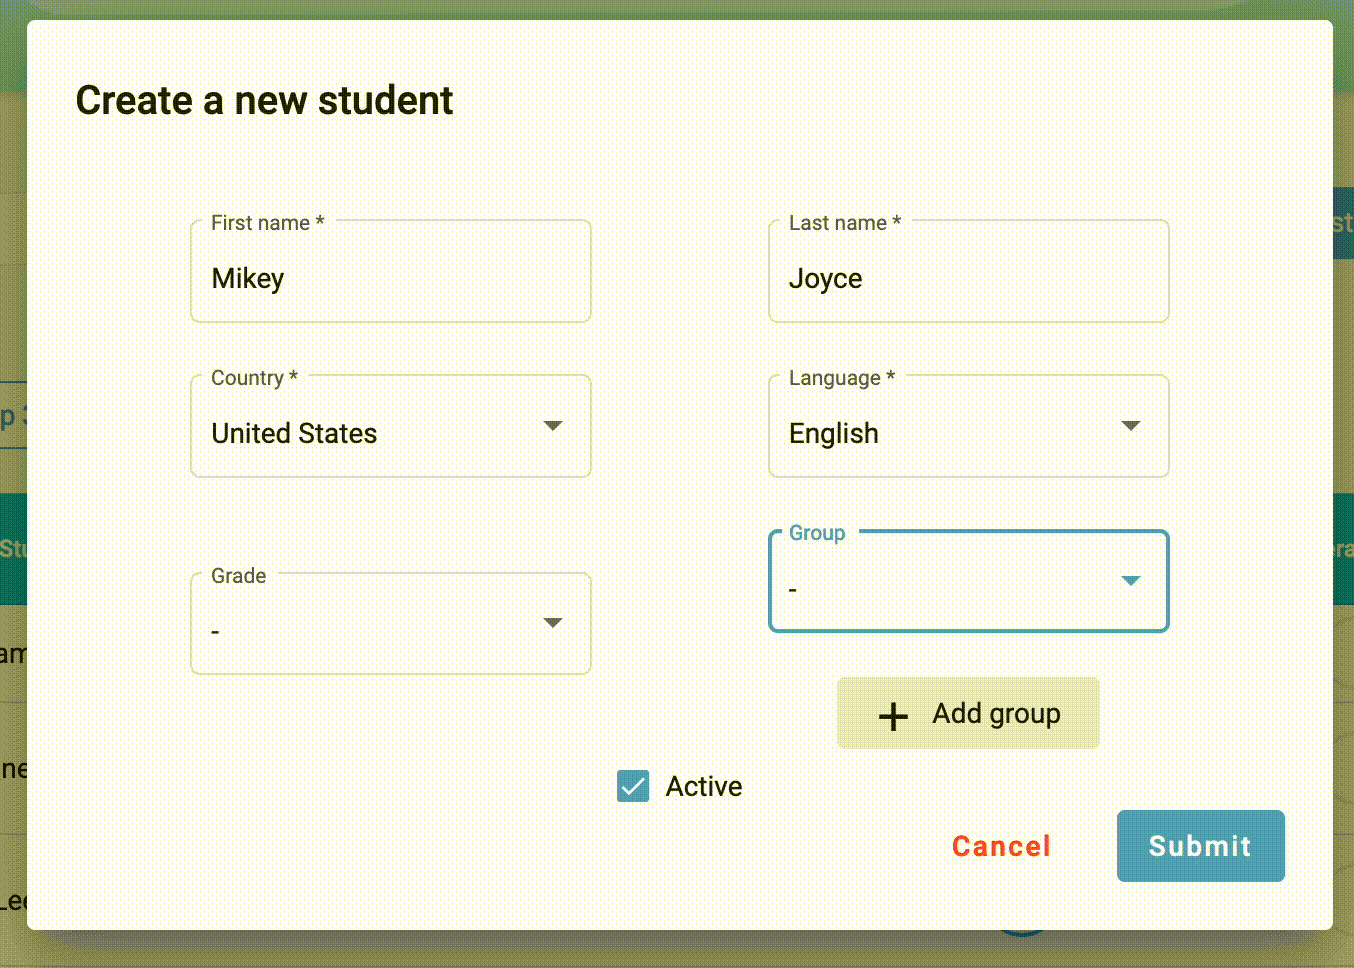 Create a new student
First name *
Last name *
Mikey
Joyce
Country *
Language *
United States
English
Group
-
Grade
-
Add group
Active
Cancel
Submit